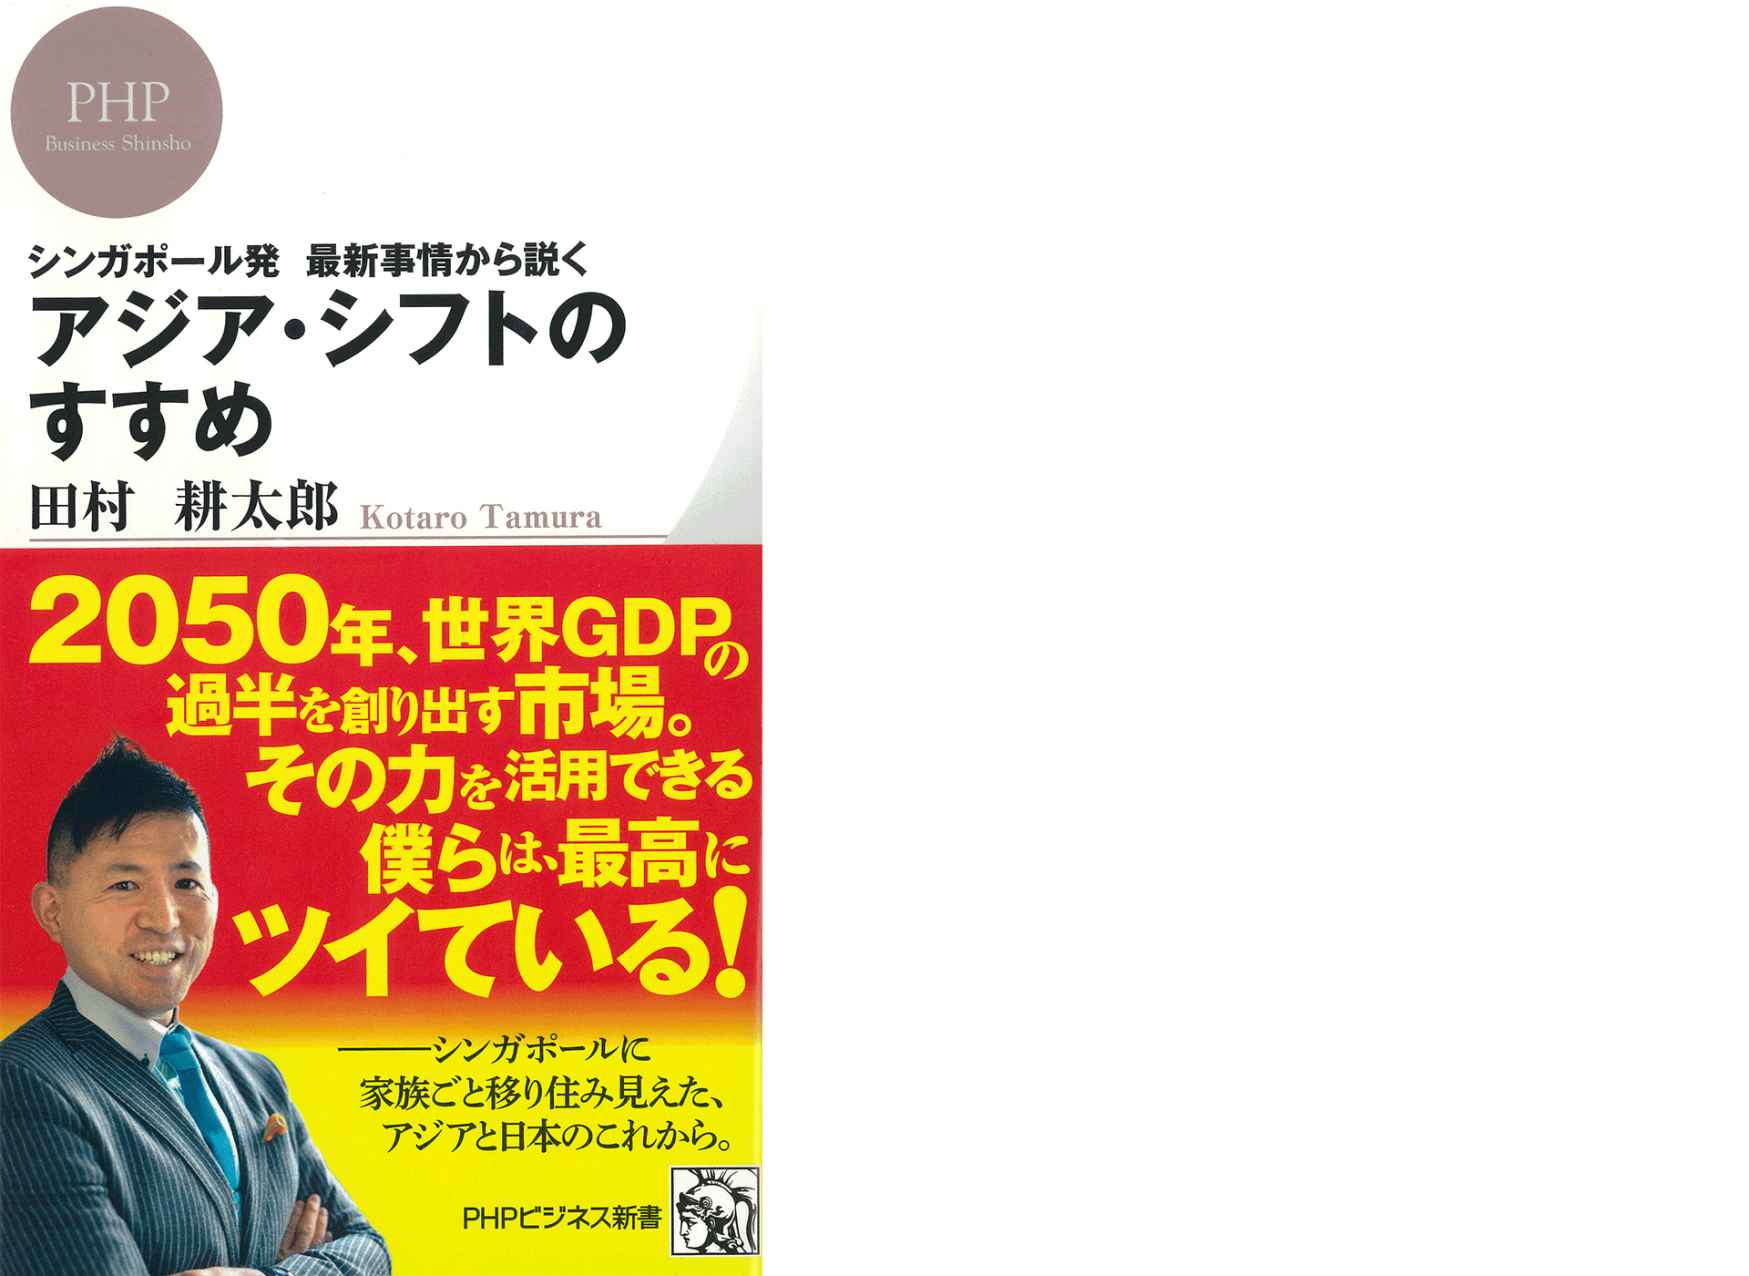 PHP
Business Shinsho
シンガポール発 最新事情から説く
アジア・シフトの
すすめ
田村 耕太郎 Kotaro Tamura
2050年、世界GDPの
過半を創り出す市場。
その力を活用できる
僕らは、最高に
ツイている!
――シンガポールに
家族ごと移り住み見えた、
アジアと日本のこれから。
PHPビジネス新書